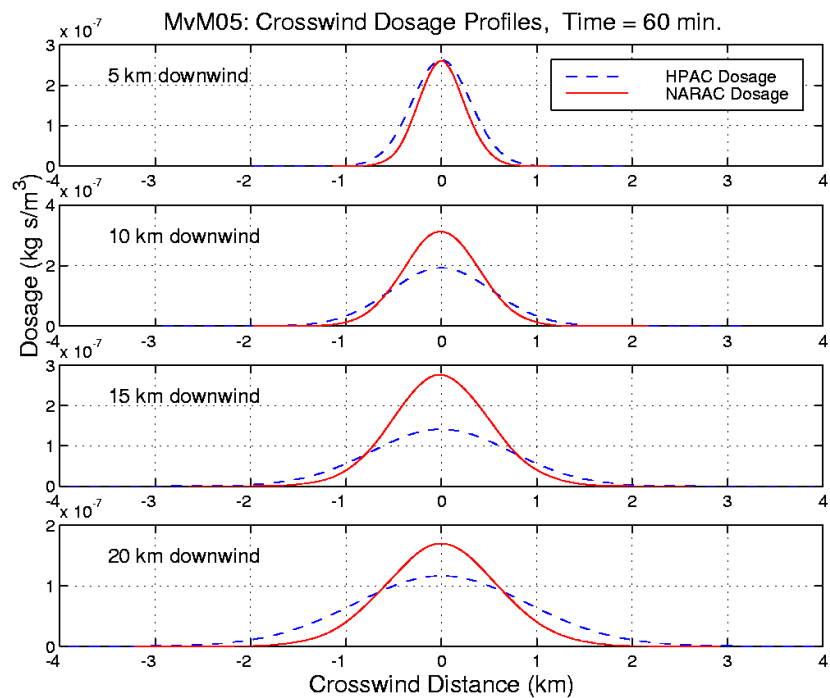 MvM05: Crosswind Dosage Profiles, Time = 60 min.
x 10^-7
3
2
1
0
5 km downwind
HPAC Dosage
NARAC Dosage
-4 -3 -2 -1 0 1 2 3 4
x 10^-7
4
2
0
10 km downwind
-4 -3 -2 -1 0 1 2 3 4
x 10^-7
3
2
1
0
15 km downwind
-4 -3 -2 -1 0 1 2 3 4
x 10^-7
2
1
0
20 km downwind
-4 -3 -2 -1 0 1 2 3 4
Dosage (kg s/m^3)
Crosswind Distance (km)